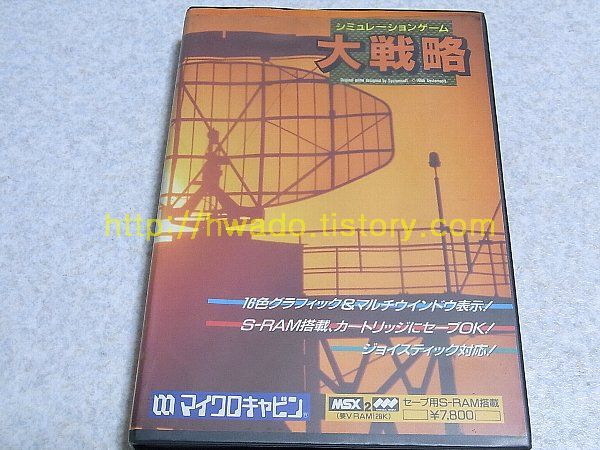 シミュレーションゲーム
大戦略
Original game designed by Systemsoft.
http://hwado.tistory.com
16色グラフィック&マルチウインドウ表示!
S-RAM搭載、カートリッジにセーブOK!
ジョイスティック対応!
マイクロキャビン
MSX2
(要VRAM128K)
セーブ用S-RAM搭載
¥7,800